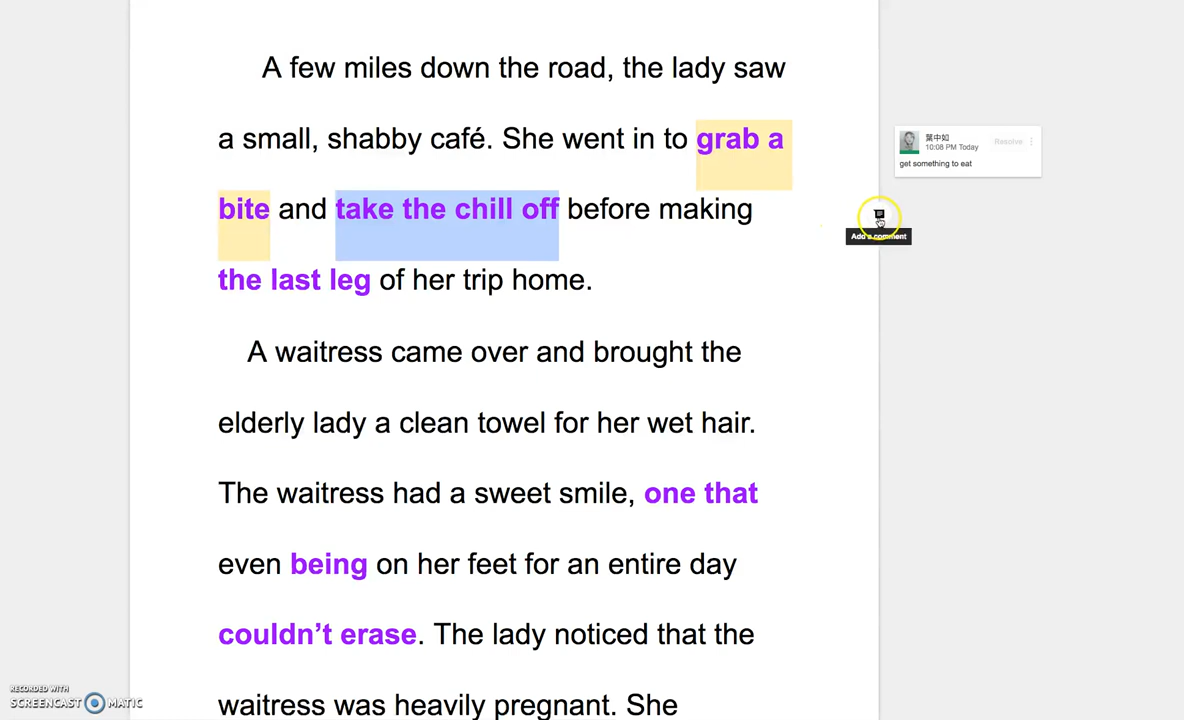 A few miles down the road, the lady saw
a small, shabby café. She went in to grab a
bite and take the chill off before making
the last leg of her trip home.
A waitress came over and brought the
elderly lady a clean towel for her wet hair.
The waitress had a sweet smile, one that
even being on her feet for an entire day
couldn’t erase. The lady noticed that the
waitress was heavily pregnant. She
葉中如
10:08 PM Today
Resolve
get something to eat
Add a comment
RECORDED WITH
SCREENCAST MATIC